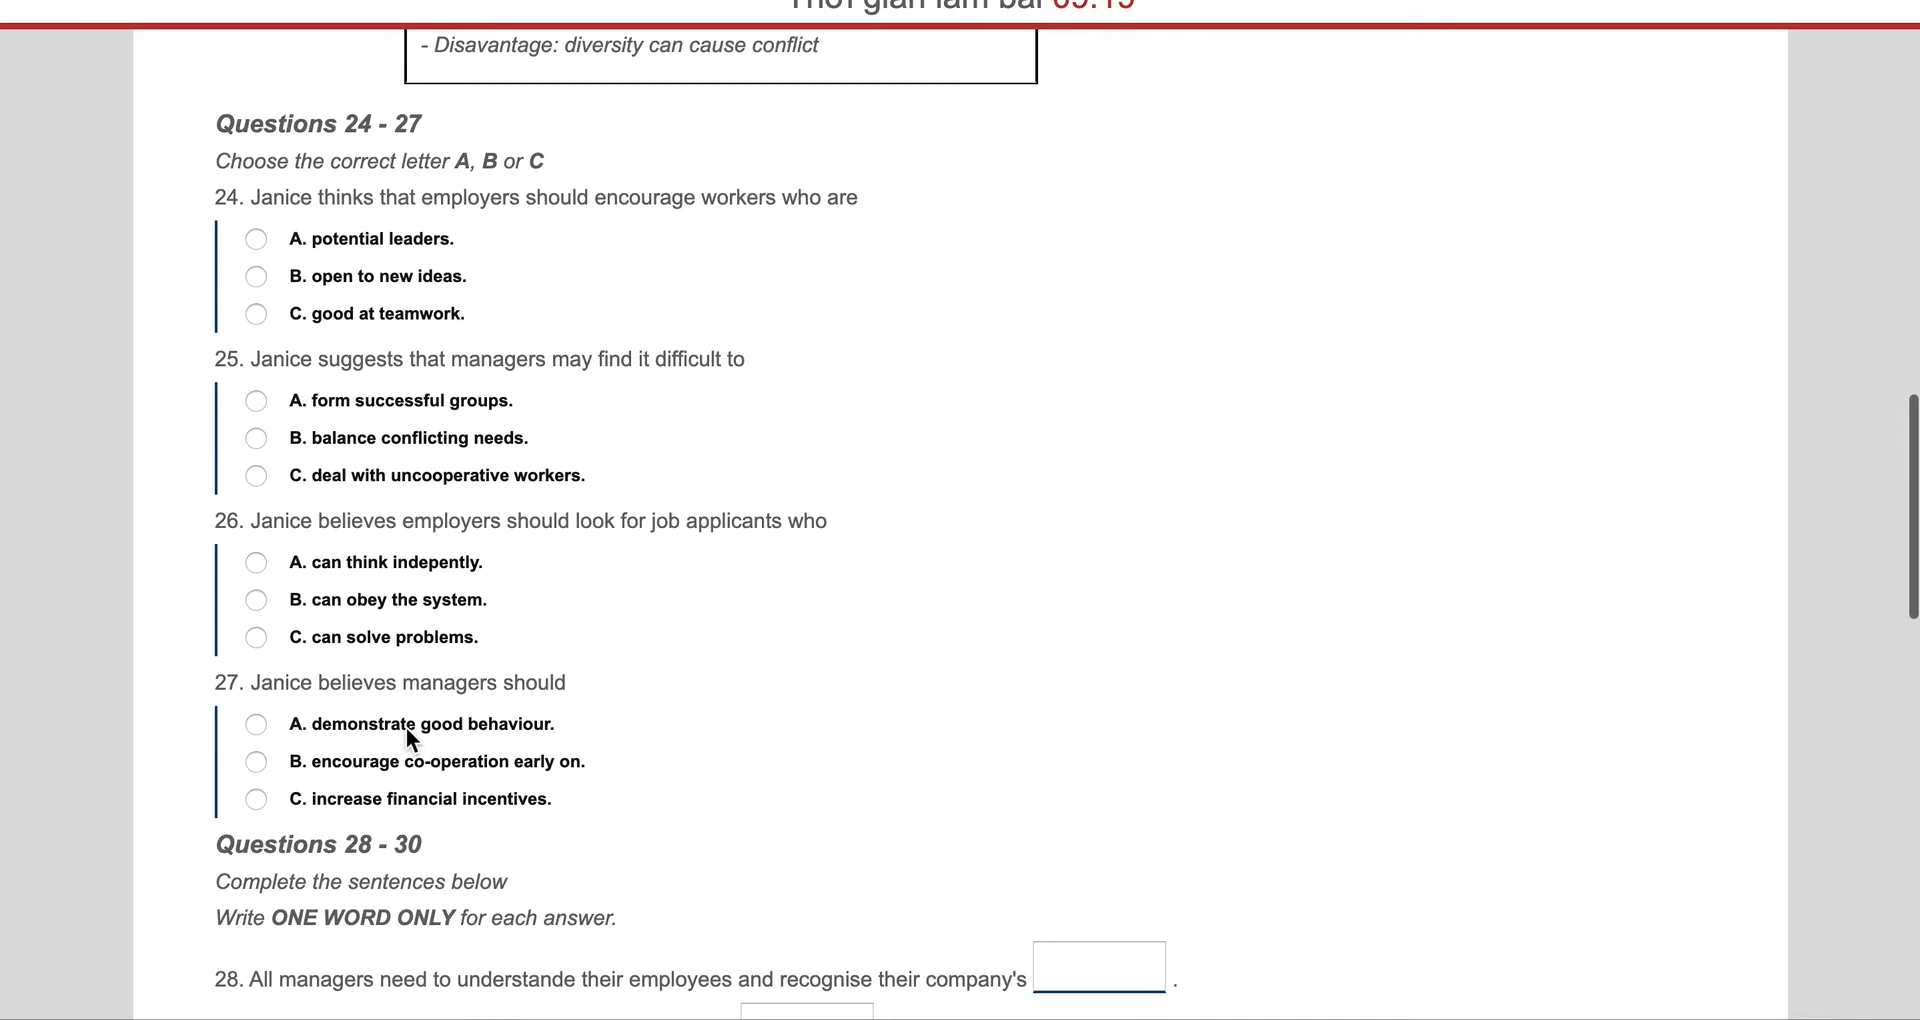 Thời gian làm bài 09:19
- Disavantage: diversity can cause conflict
Questions 24 - 27
Choose the correct letter A, B or C
24. Janice thinks that employers should encourage workers who are
A. potential leaders.
B. open to new ideas.
C. good at teamwork.
25. Janice suggests that managers may find it difficult to
A. form successful groups.
B. balance conflicting needs.
C. deal with uncooperative workers.
26. Janice believes employers should look for job applicants who
A. can think indepently.
B. can obey the system.
C. can solve problems.
27. Janice believes managers should
A. demonstrate good behaviour.
B. encourage co-operation early on.
C. increase financial incentives.
Questions 28 - 30
Complete the sentences below
Write ONE WORD ONLY for each answer.
28. All managers need to understande their employees and recognise their company's .